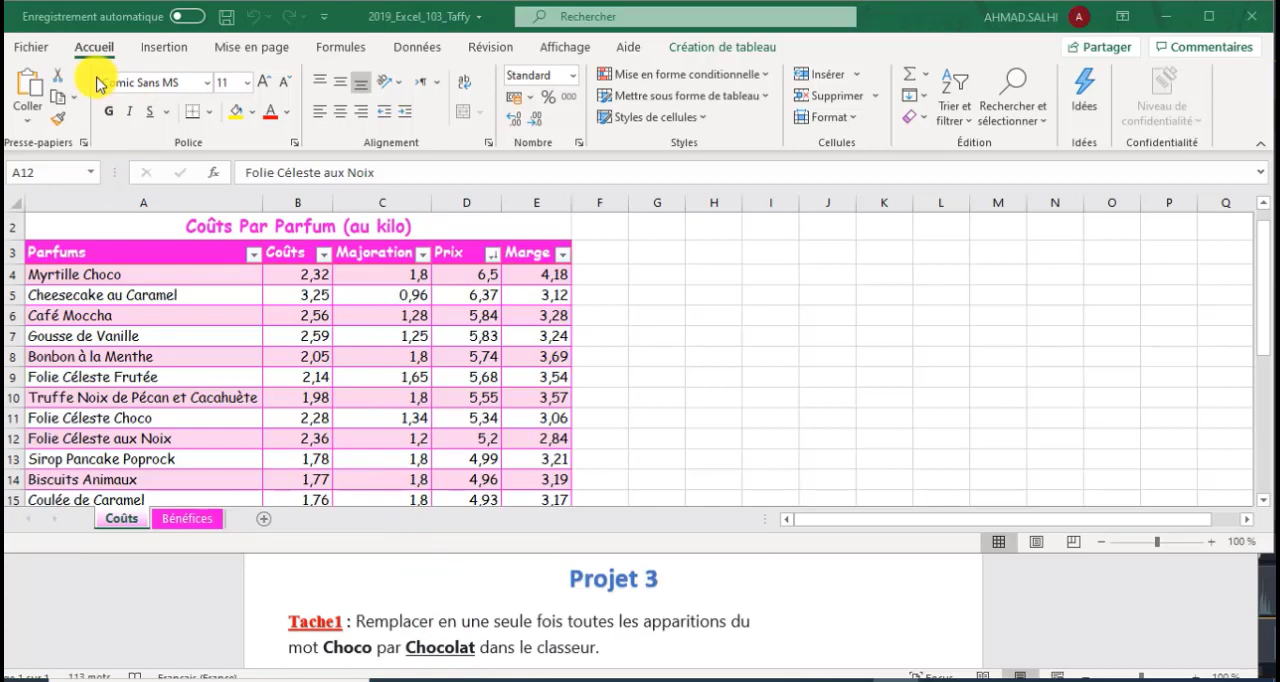 Enregistrement automatique 2019_Excel_103_Taffy Rechercher AHMAD.SALHI A
Fichier Accueil Insertion Mise en page Formules Données Révision Affichage Aide Création de tableau Partager Commentaires
Coller Comic Sans MS 11 Standard Mise en forme conditionnelle Insérer
% 000 Mettre sous forme de tableau Supprimer Trier et Rechercher et Idées Niveau de
G I S Styles de cellules Format filtrer sélectionner confidentialité
Presse-papiers Police Alignement Nombre Styles Cellules Édition Idées Confidentialité
A12 fx Folie Céleste aux Noix
A B C D E F G H I J K L M N O P Q
2 Coûts Par Parfum (au kilo)
3 Parfums Coûts Majoration Prix Marge
4 Myrtille Choco 2,32 1,8 6,5 4,18
5 Cheesecake au Caramel 3,25 0,96 6,37 3,12
6 Café Moccha 2,56 1,28 5,84 3,28
7 Gousse de Vanille 2,59 1,25 5,83 3,24
8 Bonbon à la Menthe 2,05 1,8 5,74 3,69
9 Folie Céleste Frutée 2,14 1,65 5,68 3,54
10 Truffe Noix de Pécan et Cacahuète 1,98 1,8 5,55 3,57
11 Folie Céleste Choco 2,28 1,34 5,34 3,06
12 Folie Céleste aux Noix 2,36 1,2 5,2 2,84
13 Sirop Pancake Poprock 1,78 1,8 4,99 3,21
14 Biscuits Animaux 1,77 1,8 4,96 3,19
15 Coulée de Caramel 1,76 1,8 4,93 3,17
Coûts Bénéfices
100 %
Projet 3
Tache1 : Remplacer en une seule fois toutes les apparitions du
mot Choco par Chocolat dans le classeur.
113 mots Français (France) Focus 100 %